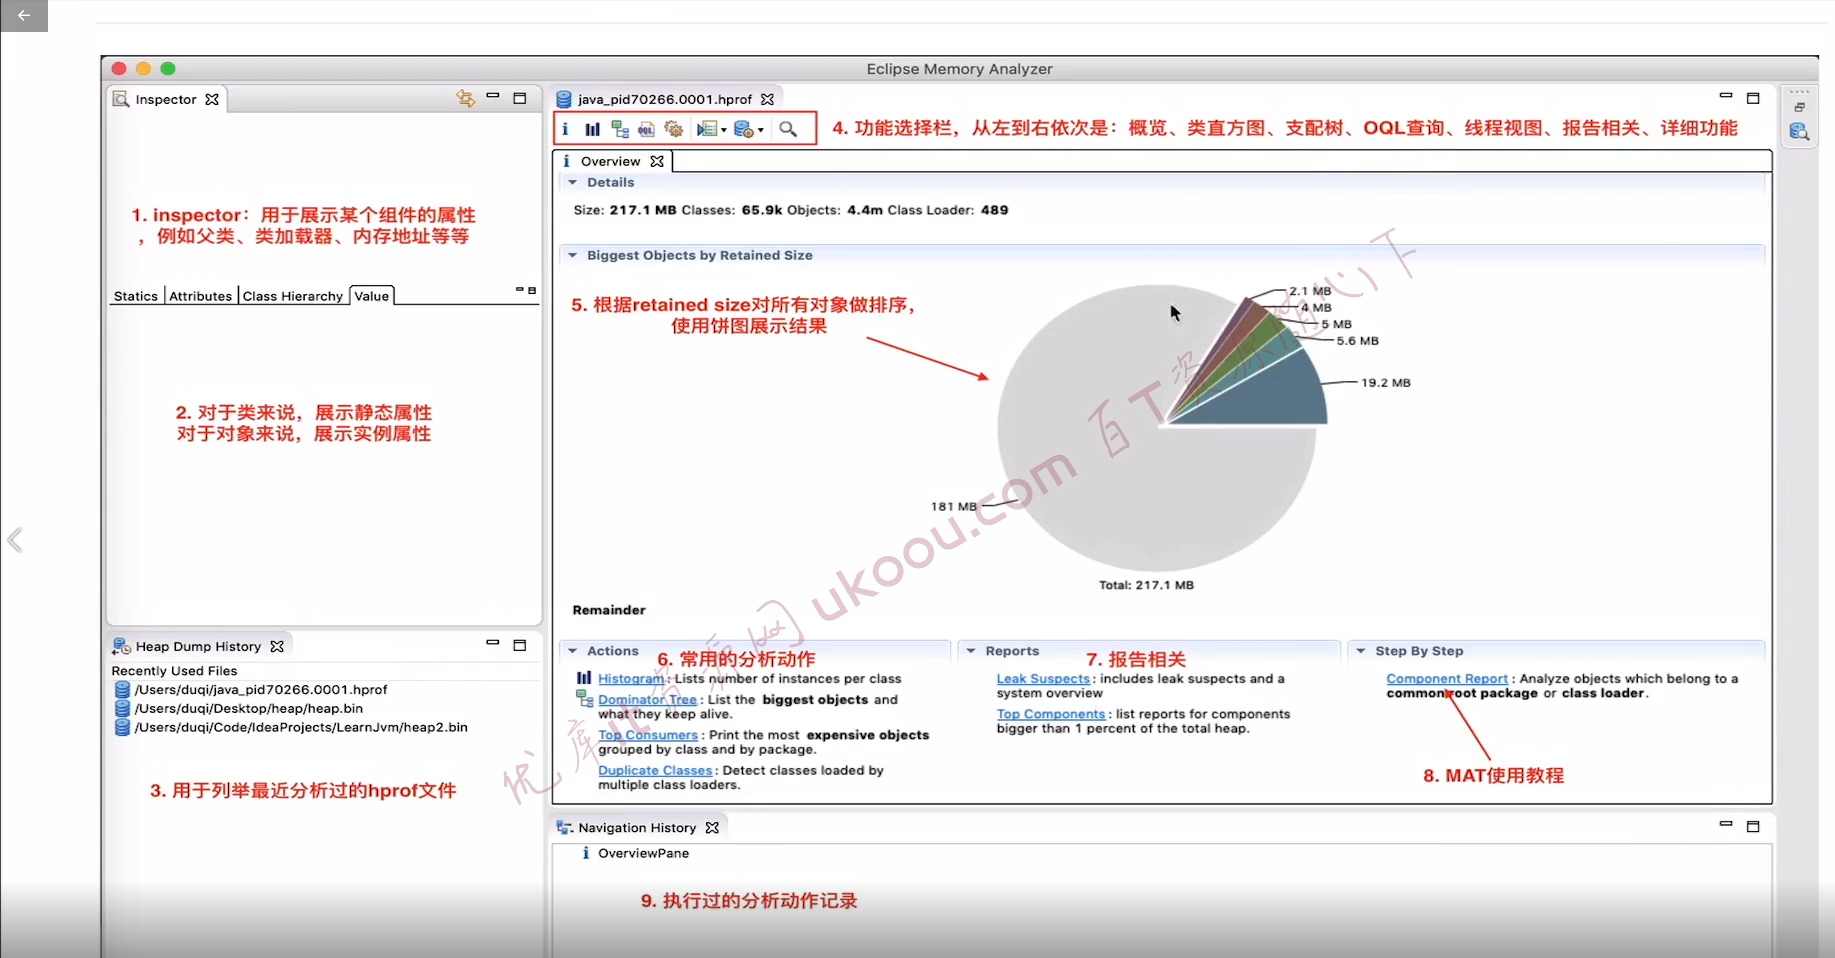 Eclipse Memory Analyzer
Inspector
1. inspector：用于展示某个组件的属性
，例如父类、类加载器、内存地址等等
Statics Attributes Class Hierarchy Value
2. 对于类来说，展示静态属性
对于对象来说，展示实例属性
Heap Dump History
Recently Used Files
/Users/duqi/java_pid70266.0001.hprof
/Users/duqi/Desktop/heap/heap.bin
/Users/duqi/Code/IdeaProjects/LearnJvm/heap2.bin
3. 用于列举最近分析过的hprof文件
java_pid70266.0001.hprof
4. 功能选择栏，从左到右依次是：概览、类直方图、支配树、OQL查询、线程视图、报告相关、详细功能
Overview
Details
Size: 217.1 MB Classes: 65.9k Objects: 4.4m Class Loader: 489
Biggest Objects by Retained Size
5. 根据retained size对所有对象做排序，
使用饼图展示结果
2.1 MB
4 MB
5 MB
5.6 MB
19.2 MB
181 MB
Total: 217.1 MB
Remainder
Actions
6. 常用的分析动作
Histogram: Lists number of instances per class
Dominator Tree: List the biggest objects and
what they keep alive.
Top Consumers: Print the most expensive objects
grouped by class and by package.
Duplicate Classes: Detect classes loaded by
multiple class loaders.
Reports
7. 报告相关
Leak Suspects: includes leak suspects and a
system overview
Top Components: list reports for components
bigger than 1 percent of the total heap.
Step By Step
Component Report: Analyze objects which belong to a
common root package or class loader.
8. MAT使用教程
Navigation History
OverviewPane
9. 执行过的分析动作记录
优库it资源网 ukoou.com 百T资源随心下